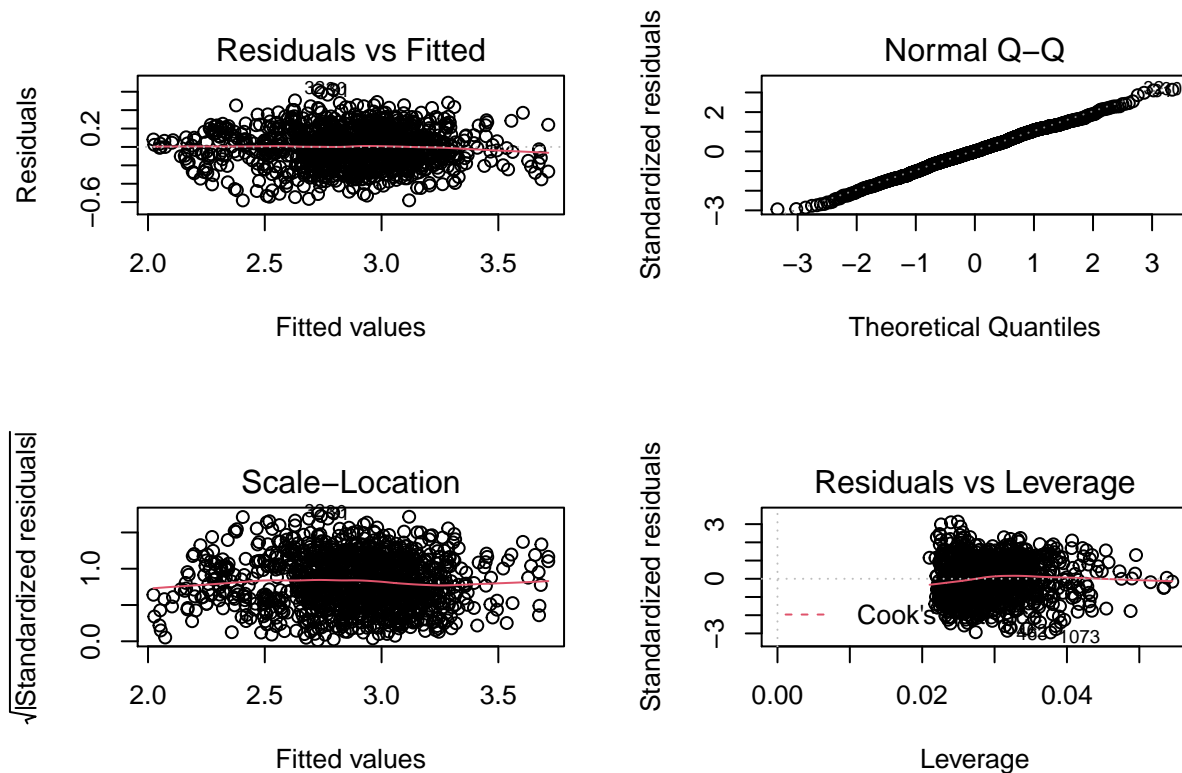 Residuals vs Fitted
Residuals
0.2
−0.6
2.0 2.5 3.0 3.5
Fitted values
Normal Q−Q
Standardized residuals
2
0
−3
−3 −2 −1 0 1 2 3
Theoretical Quantiles
Scale−Location
√|Standardized residuals|
1.0
0.0
2.0 2.5 3.0 3.5
Fitted values
Residuals vs Leverage
Standardized residuals
3
0
−3
Cook's
1073
0.00 0.02 0.04
Leverage